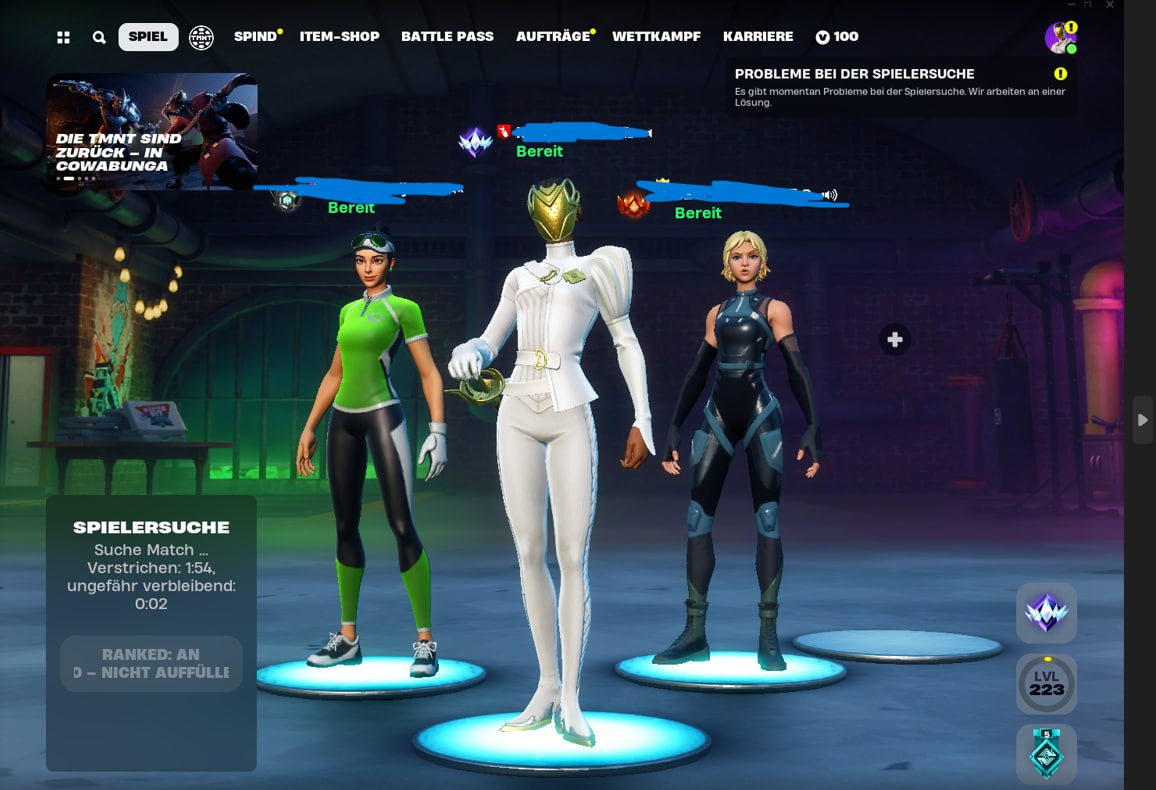 SPIEL
TMNT
SPIND
ITEM-SHOP
BATTLE PASS
AUFTRÄGE
WETTKAMPF
KARRIERE
100
PROBLEME BEI DER SPIELERSUCHE
Es gibt momentan Probleme bei der Spielersuche. Wir arbeiten an einer
Lösung.
DIE TMNT SIND
ZURÜCK – IN
COWABUNGA
Bereit
Bereit
Bereit
SPIELERSUCHE
Suche Match ...
Verstrichen: 1:54,
ungefähr verbleibend:
0:02
RANKED: AN
– NICHT AUFFÜLLE
LVL
223
5